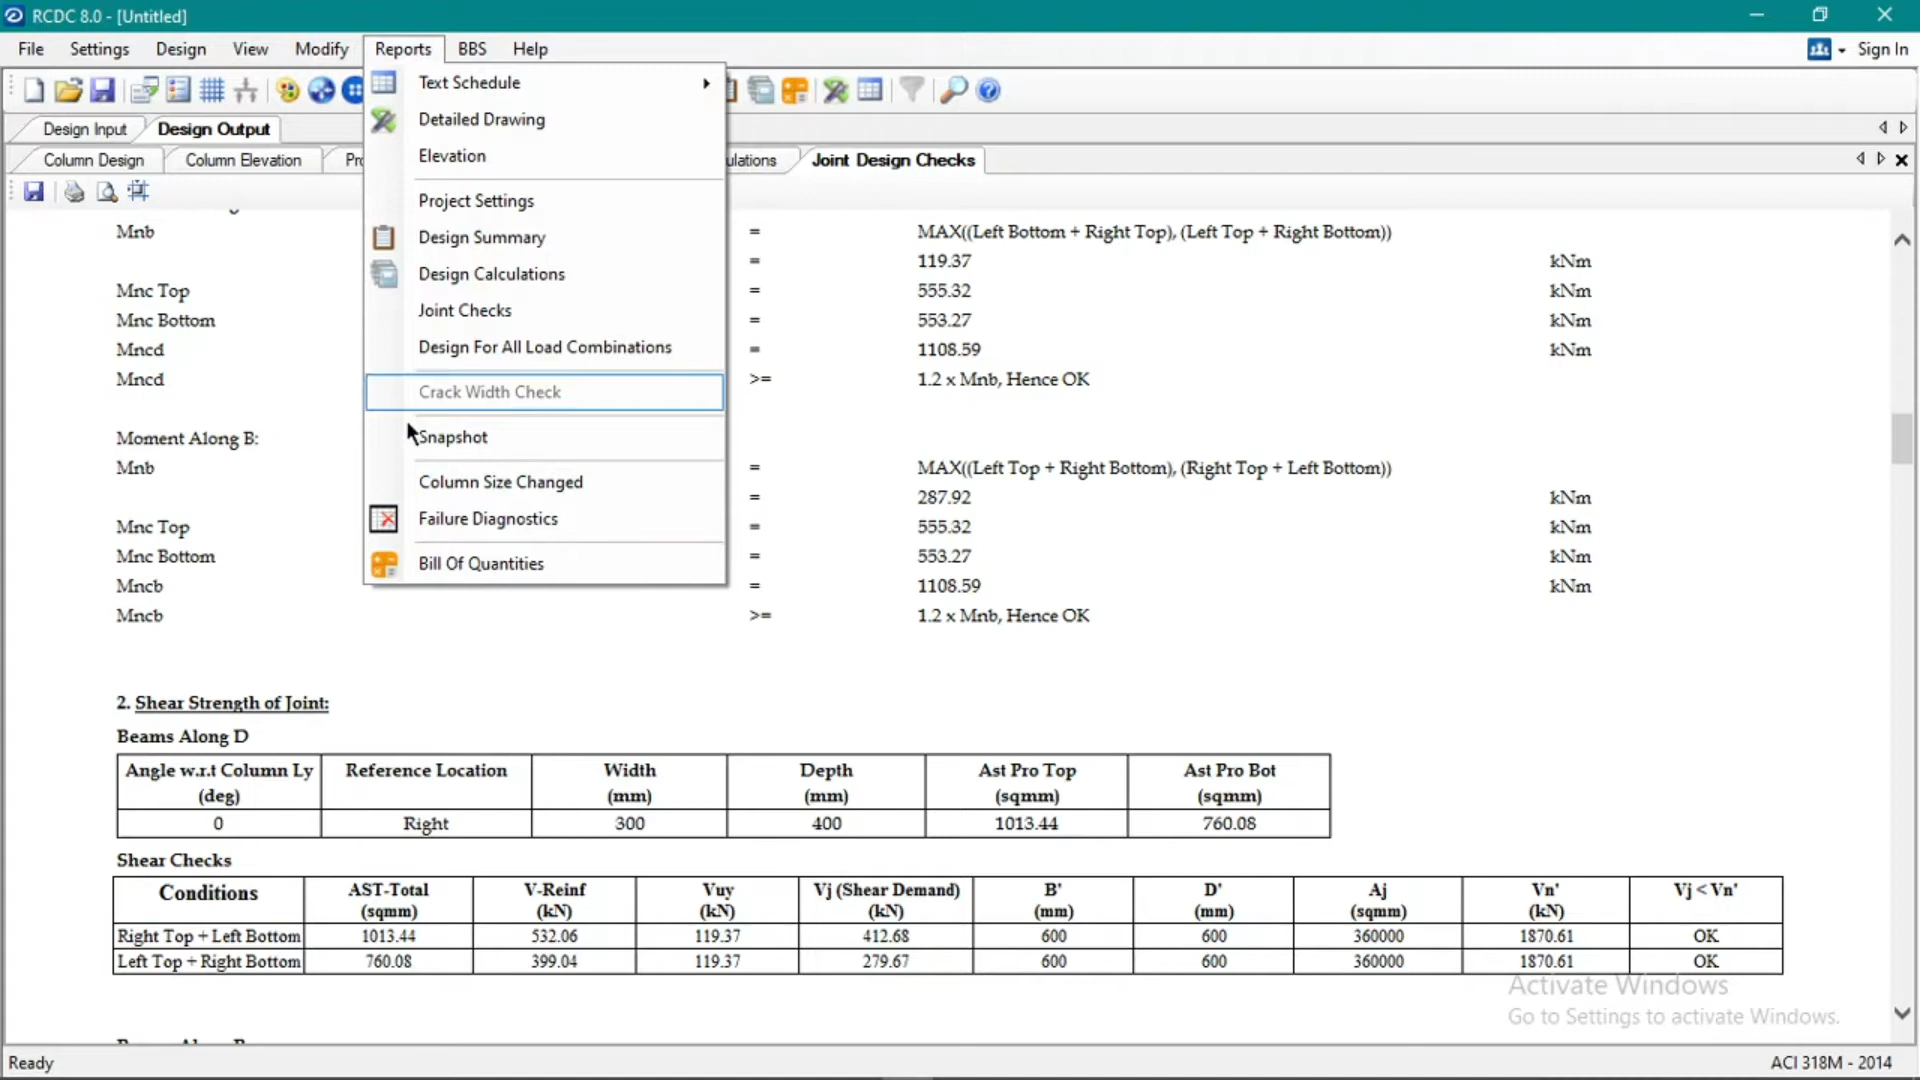 RCDC 8.0 - [Untitled]
File Settings Design View Modify Reports BBS Help Sign In
Design Input Design Output
Column Design Column Elevation Joint Design Checks
Text Schedule
Detailed Drawing
Elevation
Project Settings
Design Summary
Design Calculations
Joint Checks
Design For All Load Combinations
Crack Width Check
Snapshot
Column Size Changed
Failure Diagnostics
Bill Of Quantities
Mnb = MAX((Left Bottom + Right Top), (Left Top + Right Bottom))
= 119.37 kNm
Mnc Top = 555.32 kNm
Mnc Bottom = 553.27 kNm
Mncd = 1108.59 kNm
Mncd >= 1.2 x Mnb, Hence OK
Moment Along B:
Mnb = MAX((Left Top + Right Bottom), (Right Top + Left Bottom))
= 287.92 kNm
Mnc Top = 555.32 kNm
Mnc Bottom = 553.27 kNm
Mncb = 1108.59 kNm
Mncb >= 1.2 x Mnb, Hence OK
2. Shear Strength of Joint:
Beams Along D
Angle w.r.t Column Ly Reference Location Width Depth Ast Pro Top Ast Pro Bot
(deg) (mm) (mm) (sqmm) (sqmm)
0 Right 300 400 1013.44 760.08
Shear Checks
Conditions AST-Total V-Reinf Vuy Vj (Shear Demand) B' D' Aj Vn' Vj < Vn'
(sqmm) (kN) (kN) (kN) (mm) (mm) (sqmm) (kN)
Right Top + Left Bottom 1013.44 532.06 119.37 412.68 600 600 360000 1870.61 OK
Left Top + Right Bottom 760.08 399.04 119.37 279.67 600 600 360000 1870.61 OK
Activate Windows
Go to Settings to activate Windows.
Ready ACI 318M - 2014